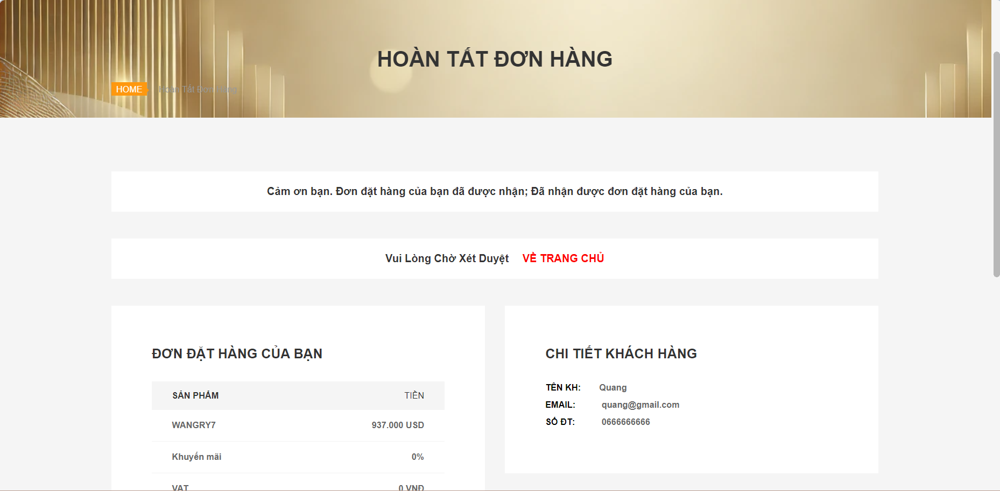 HOÀN TẤT ĐƠN HÀNG
HOME Hoàn Tất Đơn Hàng
Cảm ơn bạn. Đơn đặt hàng của bạn đã được nhận; Đã nhận được đơn đặt hàng của bạn.
Vui Lòng Chờ Xét Duyệt VỀ TRANG CHỦ
ĐƠN ĐẶT HÀNG CỦA BẠN
SẢN PHẨM TIỀN
WANGRY7 937.000 USD
Khuyến mãi 0%
VAT 0 VNĐ
CHI TIẾT KHÁCH HÀNG
TÊN KH: Quang
EMAIL: quang@gmail.com
SỐ ĐT: 0666666666